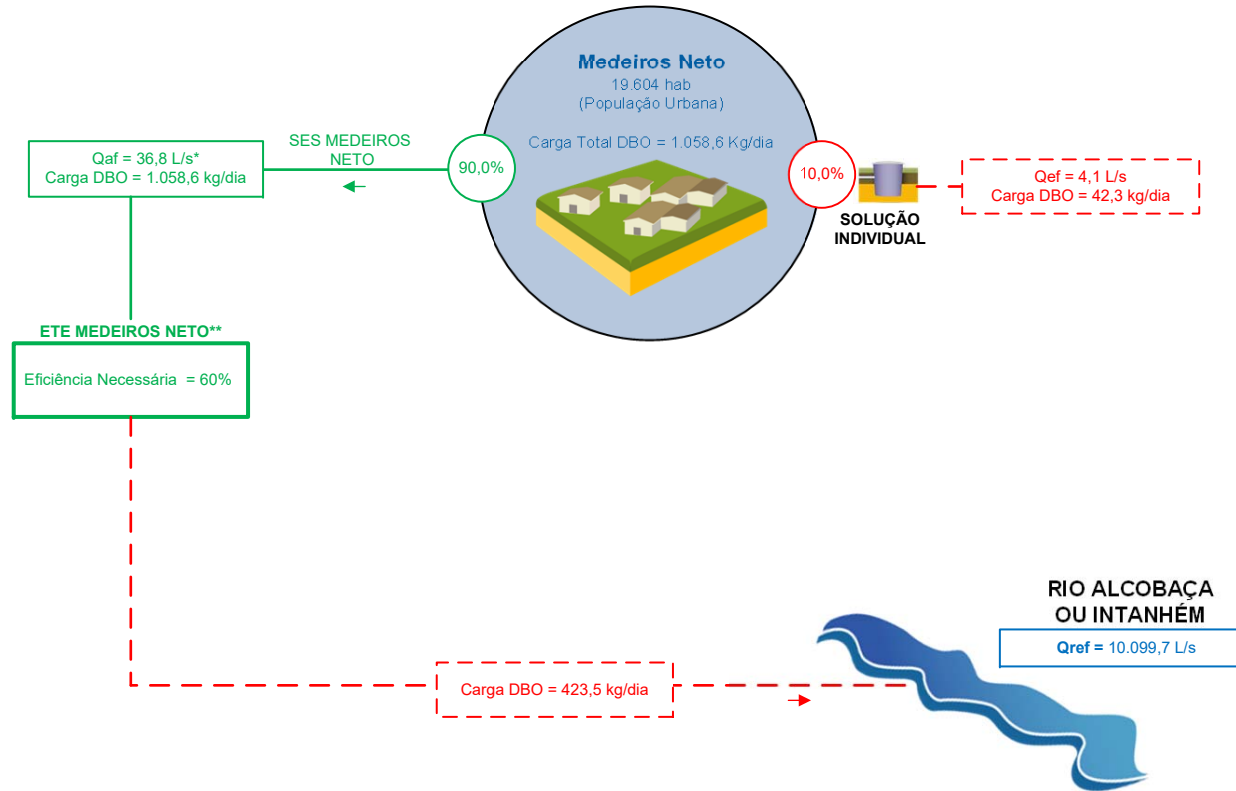 Medeiros Neto
19.604 hab
(População Urbana)
Carga Total DBO = 1.058,6 Kg/dia
SES MEDEIROS
NETO
90,0%
10,0%
Qaf = 36,8 L/s*
Carga DBO = 1.058,6 kg/dia
Qef = 4,1 L/s
Carga DBO = 42,3 kg/dia
SOLUÇÃO
INDIVIDUAL
ETE MEDEIROS NETO**
Eficiência Necessária = 60%
RIO ALCOBAÇA
OU INTANHÉM
Qref = 10.099,7 L/s
Carga DBO = 423,5 kg/dia